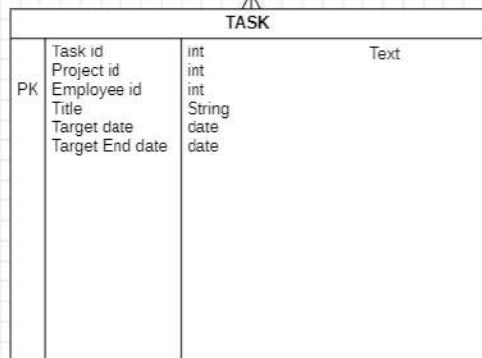 TASK
Task id int Text
Project id int
PK Employee id int
Title String
Target date date
Target End date date